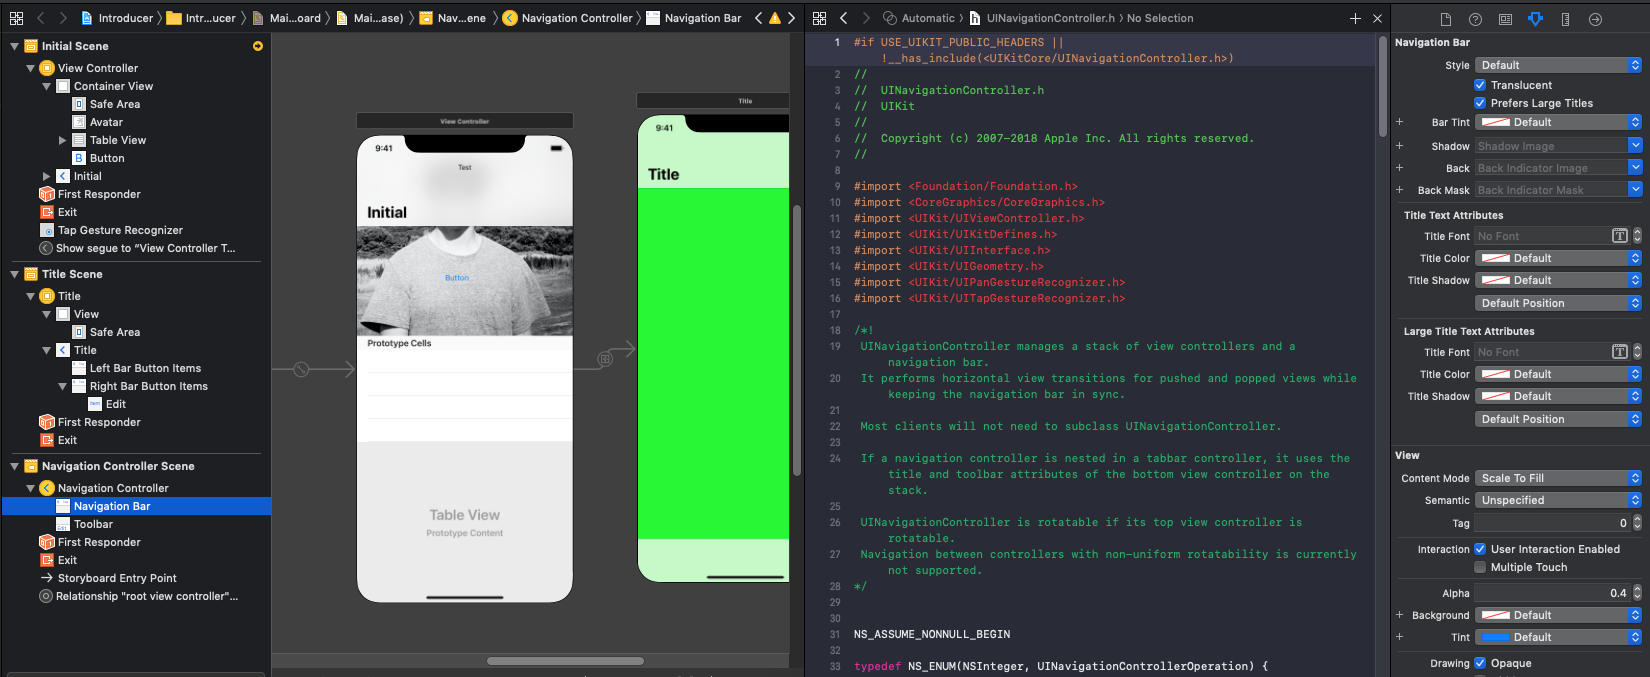 Introducer
Intr...ucer
Mai...oard
Mai...ase)
Nav...ene
Navigation Controller
Navigation Bar
Initial Scene
View Controller
Container View
Safe Area
Avatar
Table View
Button
Initial
First Responder
Exit
Tap Gesture Recognizer
Show segue to “View Controller T...
Title Scene
Title
View
Safe Area
Title
Left Bar Button Items
Right Bar Button Items
Edit
First Responder
Exit
Navigation Controller Scene
Navigation Controller
Navigation Bar
Toolbar
First Responder
Exit
Storyboard Entry Point
Relationship "root view controller"...
View Controller
9:41
Test
Initial
Button
Prototype Cells
Table View
Prototype Content
Title
9:41
Title
Automatic
UINavigationController.h
No Selection
1 #if USE_UIKIT_PUBLIC_HEADERS ||
!__has_include(<UIKitCore/UINavigationController.h>)
2 //
3 //  UINavigationController.h
4 //  UIKit
5 //
6 //  Copyright (c) 2007-2018 Apple Inc. All rights reserved.
7 //
8
9 #import <Foundation/Foundation.h>
10 #import <CoreGraphics/CoreGraphics.h>
11 #import <UIKit/UIViewController.h>
12 #import <UIKit/UIKitDefines.h>
13 #import <UIKit/UIInterface.h>
14 #import <UIKit/UIGeometry.h>
15 #import <UIKit/UIPanGestureRecognizer.h>
16 #import <UIKit/UITapGestureRecognizer.h>
17
18 /*!
19 UINavigationController manages a stack of view controllers and a
navigation bar.
20 It performs horizontal view transitions for pushed and popped views while
keeping the navigation bar in sync.
21
22 Most clients will not need to subclass UINavigationController.
23
24 If a navigation controller is nested in a tabbar controller, it uses the
title and toolbar attributes of the bottom view controller on the
stack.
25
26 UINavigationController is rotatable if its top view controller is
rotatable.
27 Navigation between controllers with non-uniform rotatability is currently
not supported.
28 */
29
30
31 NS_ASSUME_NONNULL_BEGIN
32
33 typedef NS_ENUM(NSInteger, UINavigationControllerOperation) {
Navigation Bar
Style Default
Translucent
Prefers Large Titles
Bar Tint Default
Shadow Shadow Image
Back Back Indicator Image
Back Mask Back Indicator Mask
Title Text Attributes
Title Font No Font
Title Color Default
Title Shadow Default
Default Position
Large Title Text Attributes
Title Font No Font
Title Color Default
Title Shadow Default
Default Position
View
Content Mode Scale To Fill
Semantic Unspecified
Tag 0
Interaction User Interaction Enabled
Multiple Touch
Alpha 0.4
Background Default
Tint Default
Drawing Opaque